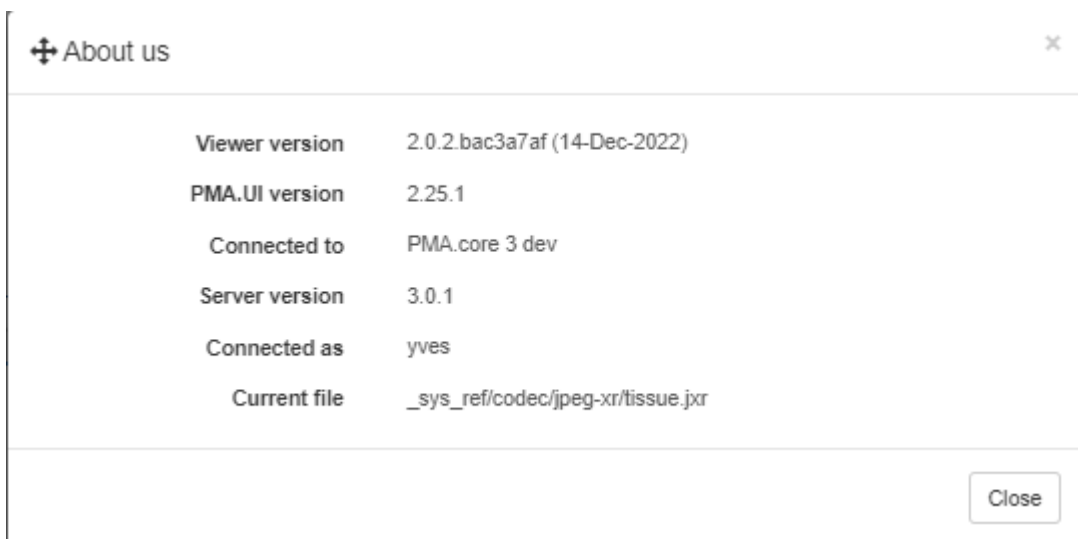 About us
×
Viewer version 2.0.2.bac3a7af (14-Dec-2022)
PMA.UI version 2.25.1
Connected to PMA.core 3 dev
Server version 3.0.1
Connected as yves
Current file _sys_ref/codec/jpeg-xr/tissue.jxr
Close